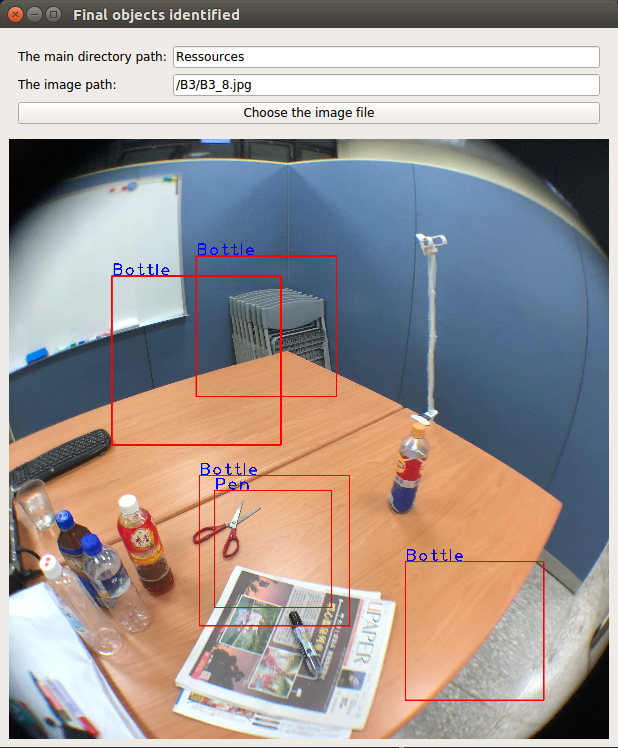 Final objects identified
The main directory path: Ressources
The image path: /B3/B3_8.jpg
Choose the image file
Bottle
Bottle
Bottle
Pen
Bottle
UPAPER